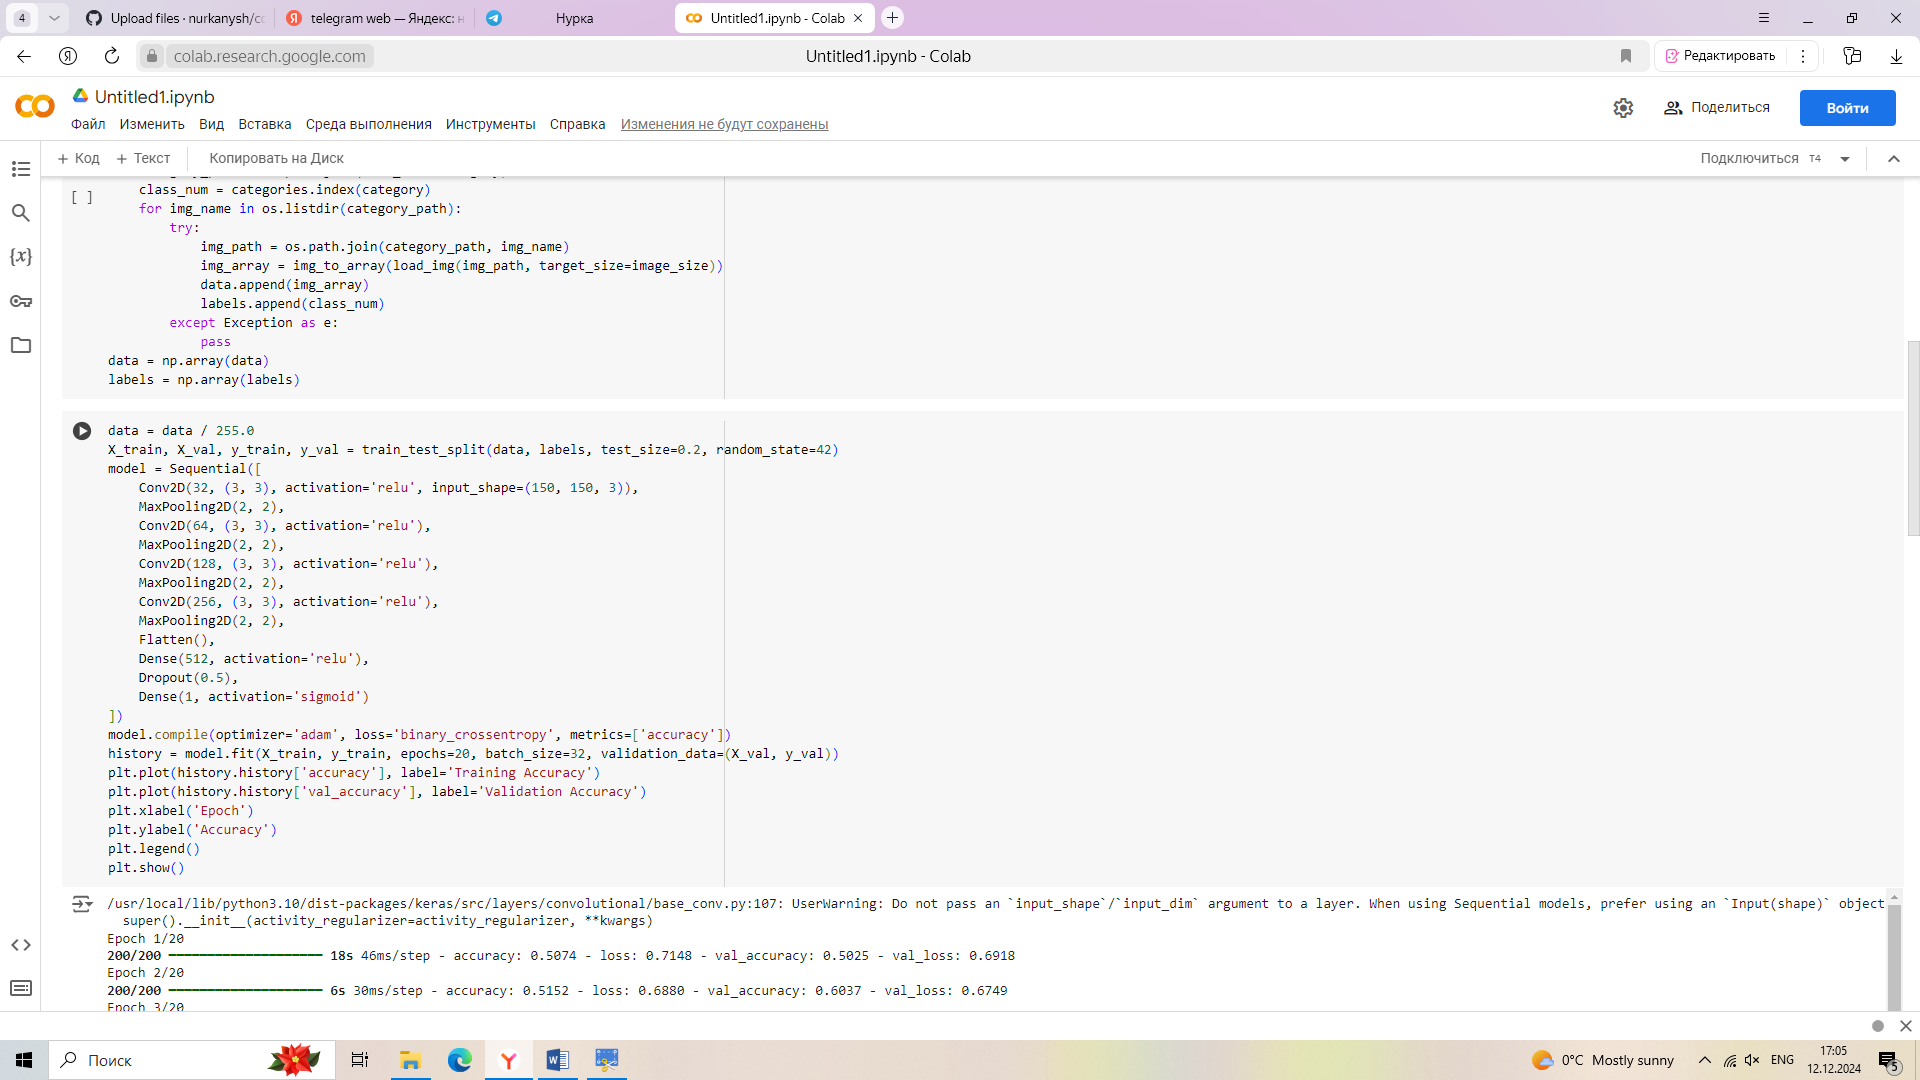 4
Upload files · nurkanysh/cc
telegram web — Яндекс: н
Нурка
Untitled1.ipynb - Colab
colab.research.google.com
Untitled1.ipynb - Colab
Редактировать
Untitled1.ipynb
Файл Изменить Вид Вставка Среда выполнения Инструменты Справка Изменения не будут сохранены
Поделиться
Войти
+ Код + Текст Копировать на Диск
Подключиться T4
[ ]
class_num = categories.index(category)
for img_name in os.listdir(category_path):
try:
img_path = os.path.join(category_path, img_name)
img_array = img_to_array(load_img(img_path, target_size=image_size))
data.append(img_array)
labels.append(class_num)
except Exception as e:
pass
data = np.array(data)
labels = np.array(labels)
data = data / 255.0
X_train, X_val, y_train, y_val = train_test_split(data, labels, test_size=0.2, random_state=42)
model = Sequential([
Conv2D(32, (3, 3), activation='relu', input_shape=(150, 150, 3)),
MaxPooling2D(2, 2),
Conv2D(64, (3, 3), activation='relu'),
MaxPooling2D(2, 2),
Conv2D(128, (3, 3), activation='relu'),
MaxPooling2D(2, 2),
Conv2D(256, (3, 3), activation='relu'),
MaxPooling2D(2, 2),
Flatten(),
Dense(512, activation='relu'),
Dropout(0.5),
Dense(1, activation='sigmoid')
])
model.compile(optimizer='adam', loss='binary_crossentropy', metrics=['accuracy'])
history = model.fit(X_train, y_train, epochs=20, batch_size=32, validation_data=(X_val, y_val))
plt.plot(history.history['accuracy'], label='Training Accuracy')
plt.plot(history.history['val_accuracy'], label='Validation Accuracy')
plt.xlabel('Epoch')
plt.ylabel('Accuracy')
plt.legend()
plt.show()
/usr/local/lib/python3.10/dist-packages/keras/src/layers/convolutional/base_conv.py:107: UserWarning: Do not pass an `input_shape`/`input_dim` argument to a layer. When using Sequential models, prefer using an `Input(shape)` object
super().__init__(activity_regularizer=activity_regularizer, **kwargs)
Epoch 1/20
200/200 ━━━━━━━━━━━━━━━━━━━━ 18s 46ms/step - accuracy: 0.5074 - loss: 0.7148 - val_accuracy: 0.5025 - val_loss: 0.6918
Epoch 2/20
200/200 ━━━━━━━━━━━━━━━━━━━━ 6s 30ms/step - accuracy: 0.5152 - loss: 0.6880 - val_accuracy: 0.6037 - val_loss: 0.6749
Epoch 3/20
Поиск
0°C Mostly sunny
ENG
17:05
12.12.2024
5